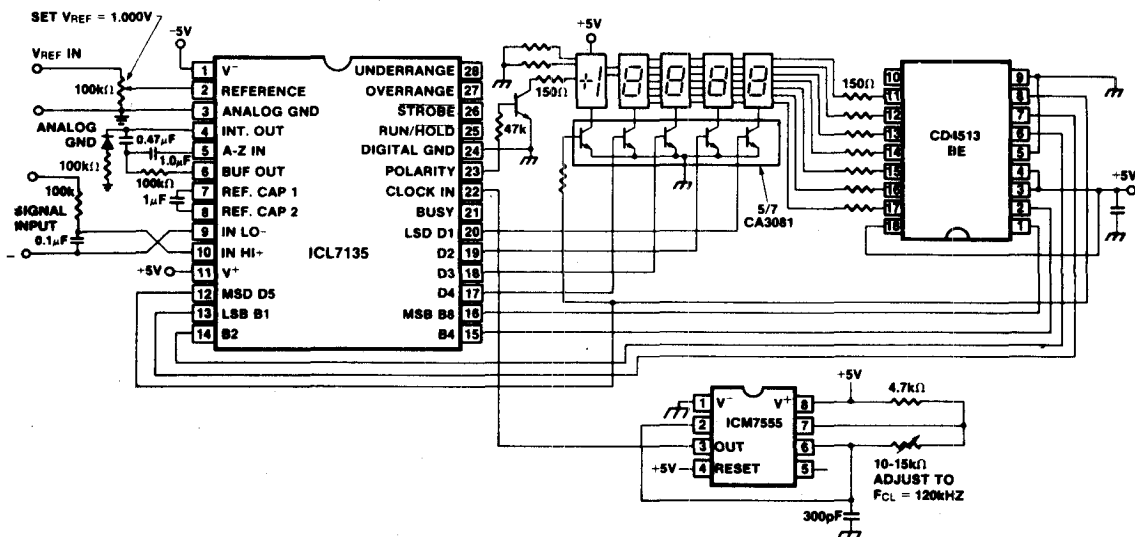 SET VREF = 1.000V
VREF IN
100kΩ
ANALOG GND
0.47μF
1.0μF
100kΩ
100kΩ
100k
1μF
SIGNAL INPUT
0.1μF
−
−5V
+5V
1 V−
2 REFERENCE
3 ANALOG GND
4 INT. OUT
5 A-Z IN
6 BUF OUT
7 REF. CAP 1
8 REF. CAP 2
9 IN LO-
10 IN HI+
11 V+
12 MSD D5
13 LSB B1
14 B2
ICL7135
UNDERRANGE 28
OVERRANGE 27
STROBE 26
RUN/HOLD 25
DIGITAL GND 24
POLARITY 23
CLOCK IN 22
BUSY 21
LSD D1 20
D2 19
D3 18
D4 17
MSB B8 16
B4 15
+5V
150Ω
47k
5/7
CA3081
150Ω
CD4513
BE
10 9
11 8
12 7
13 6
14 5
15 4
16 3
17 2
18 1
+5V
ICM7555
1 V−
2
3 OUT
4 RESET
V+ 8
7
6
5
+5V
+5V
4.7kΩ
10-15kΩ
ADJUST TO
FCL = 120kHZ
300pF